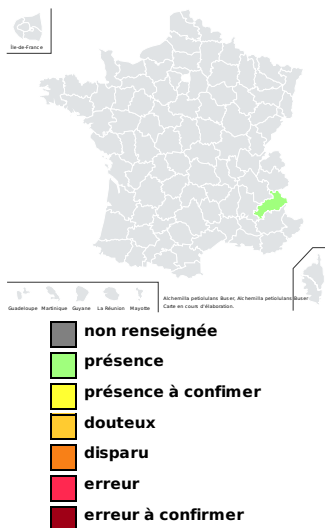 Île-de-France
Guadeloupe Martinique Guyane La Réunion Mayotte
Alchemilla petiolulans Buser, Alchemilla petiolulans Buser
Carte en cours d'élaboration.
non renseignée
présence
présence à confimer
douteux
disparu
erreur
erreur à confirmer